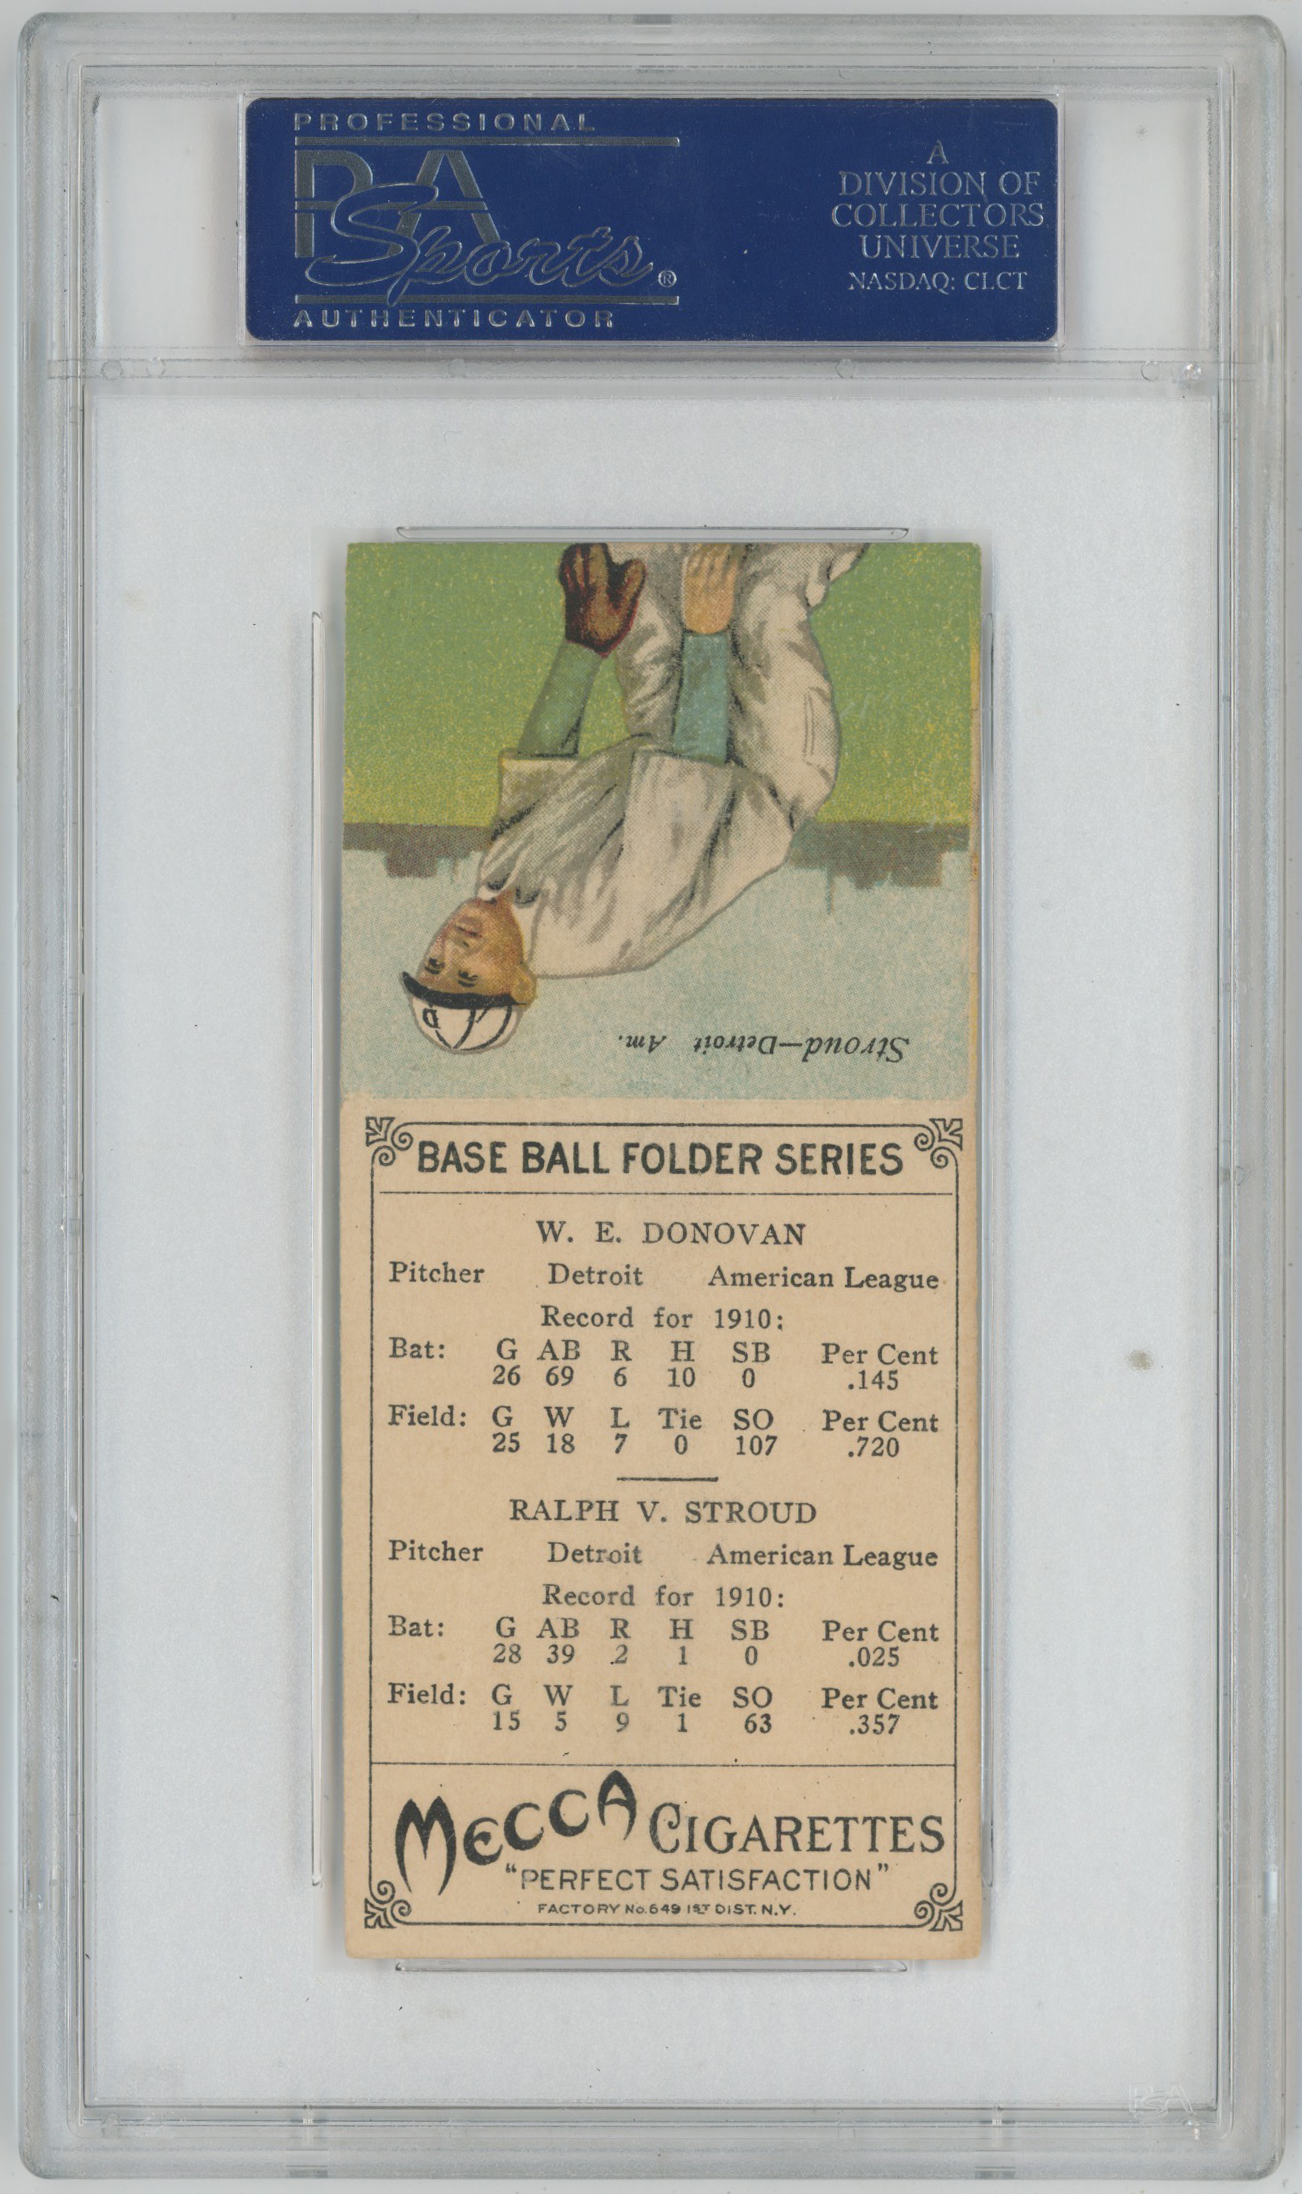 PROFESSIONAL
PSA
Sports®
AUTHENTICATOR
A
DIVISION OF
COLLECTORS
UNIVERSE
NASDAQ: CLCT
Stroud—Detroit Am.
BASE BALL FOLDER SERIES
W. E. DONOVAN
Pitcher Detroit American League
Record for 1910:
Bat: G AB R H SB Per Cent
26 69 6 10 0 .145
Field: G W L Tie SO Per Cent
25 18 7 0 107 .720
RALPH V. STROUD
Pitcher Detroit American League
Record for 1910:
Bat: G AB R H SB Per Cent
28 39 2 1 0 .025
Field: G W L Tie SO Per Cent
15 5 9 1 63 .357
MECCA CIGARETTES
"PERFECT SATISFACTION"
FACTORY No. 649 1ST DIST. N.Y.
PSA